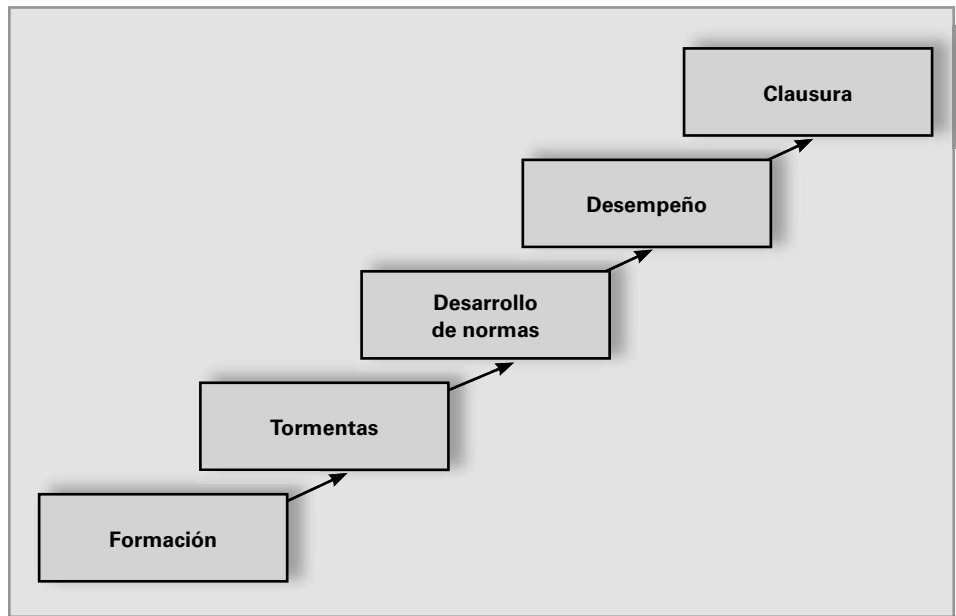 Clausura
Desempeño
Desarrollo
de normas
Tormentas
Formación